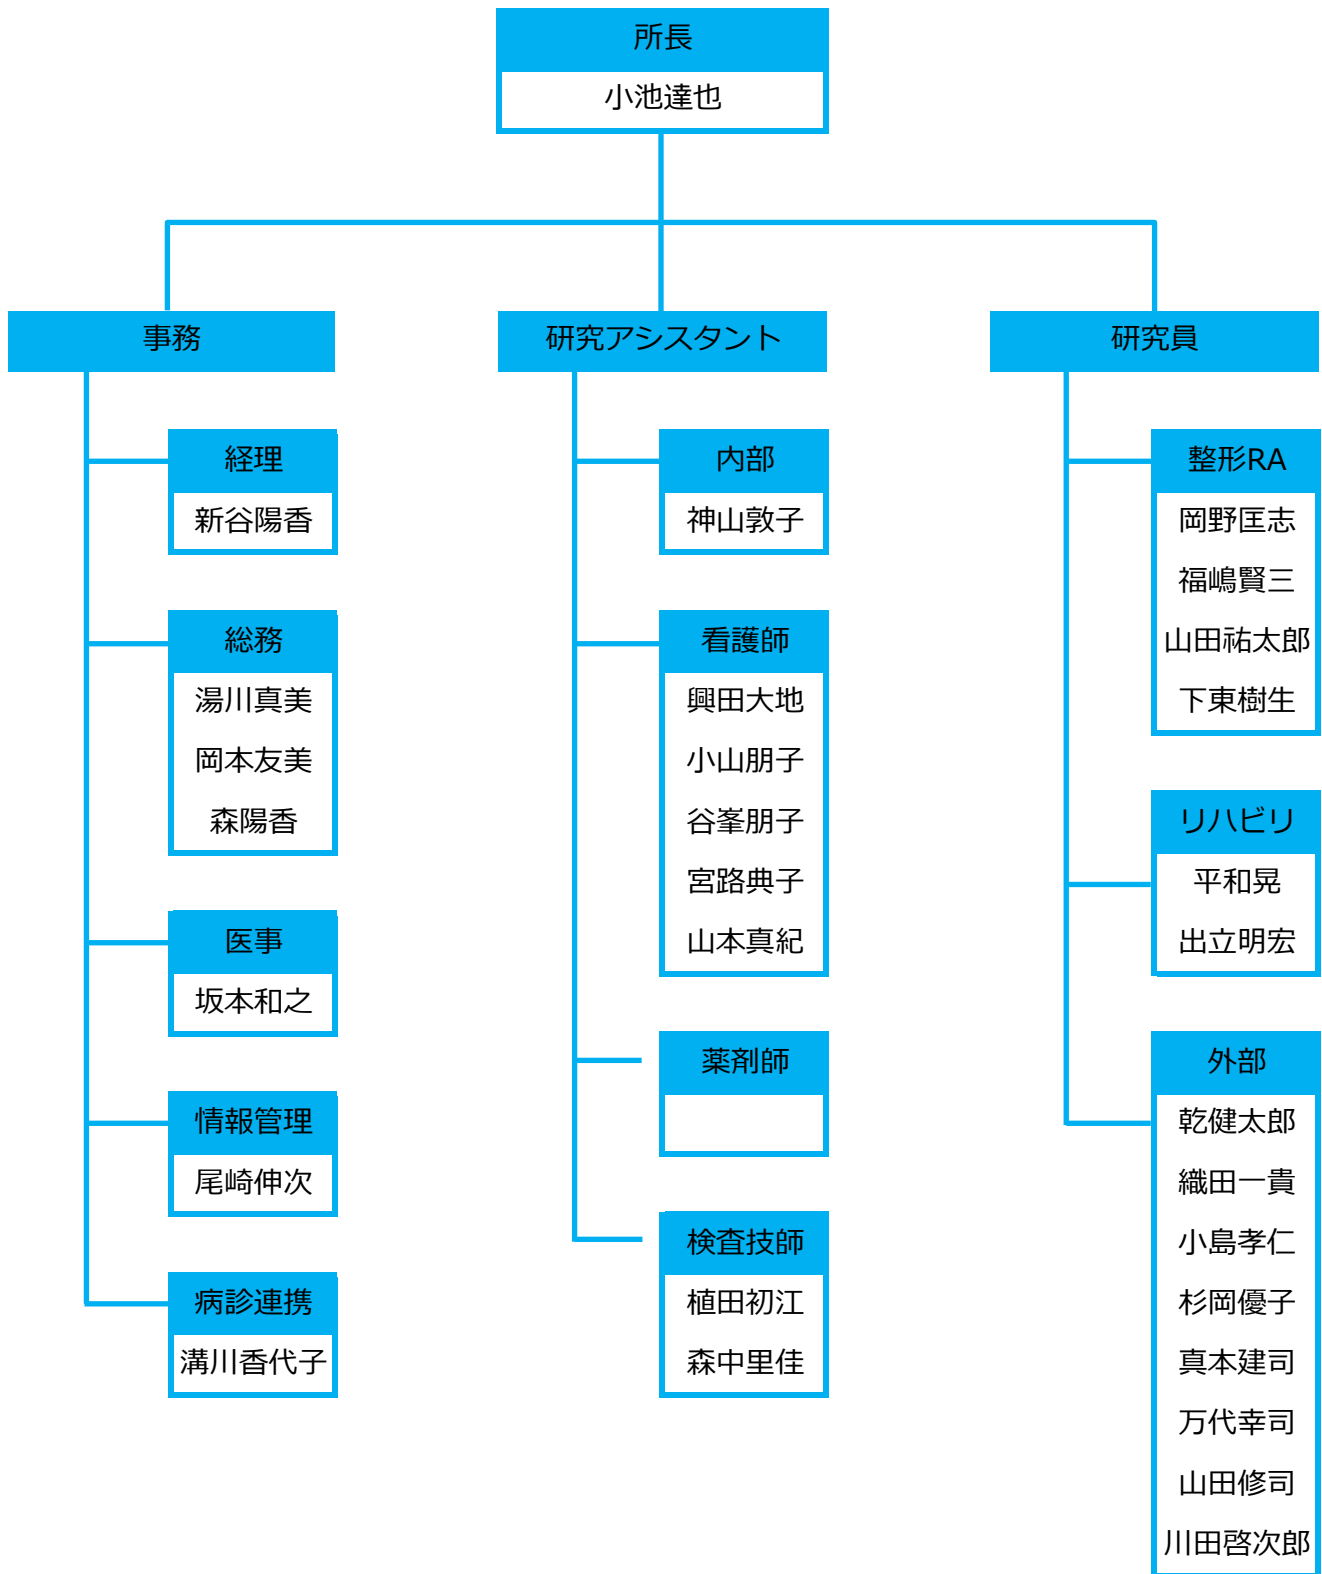 所長
小池達也
事務
経理
新谷陽香
総務
湯川真美
岡本友美
森陽香
医事
坂本和之
情報管理
尾崎伸次
病診連携
溝川香代子
研究アシスタント
内部
神山敦子
看護師
興田大地
小山朋子
谷峯朋子
宮路典子
山本真紀
薬剤師
検査技師
植田初江
森中里佳
研究員
整形RA
岡野匡志
福嶋賢三
山田祐太郎
下東樹生
リハビリ
平和晃
出立明宏
外部
乾健太郎
織田一貴
小島孝仁
杉岡優子
真本建司
万代幸司
山田修司
川田啓次郎